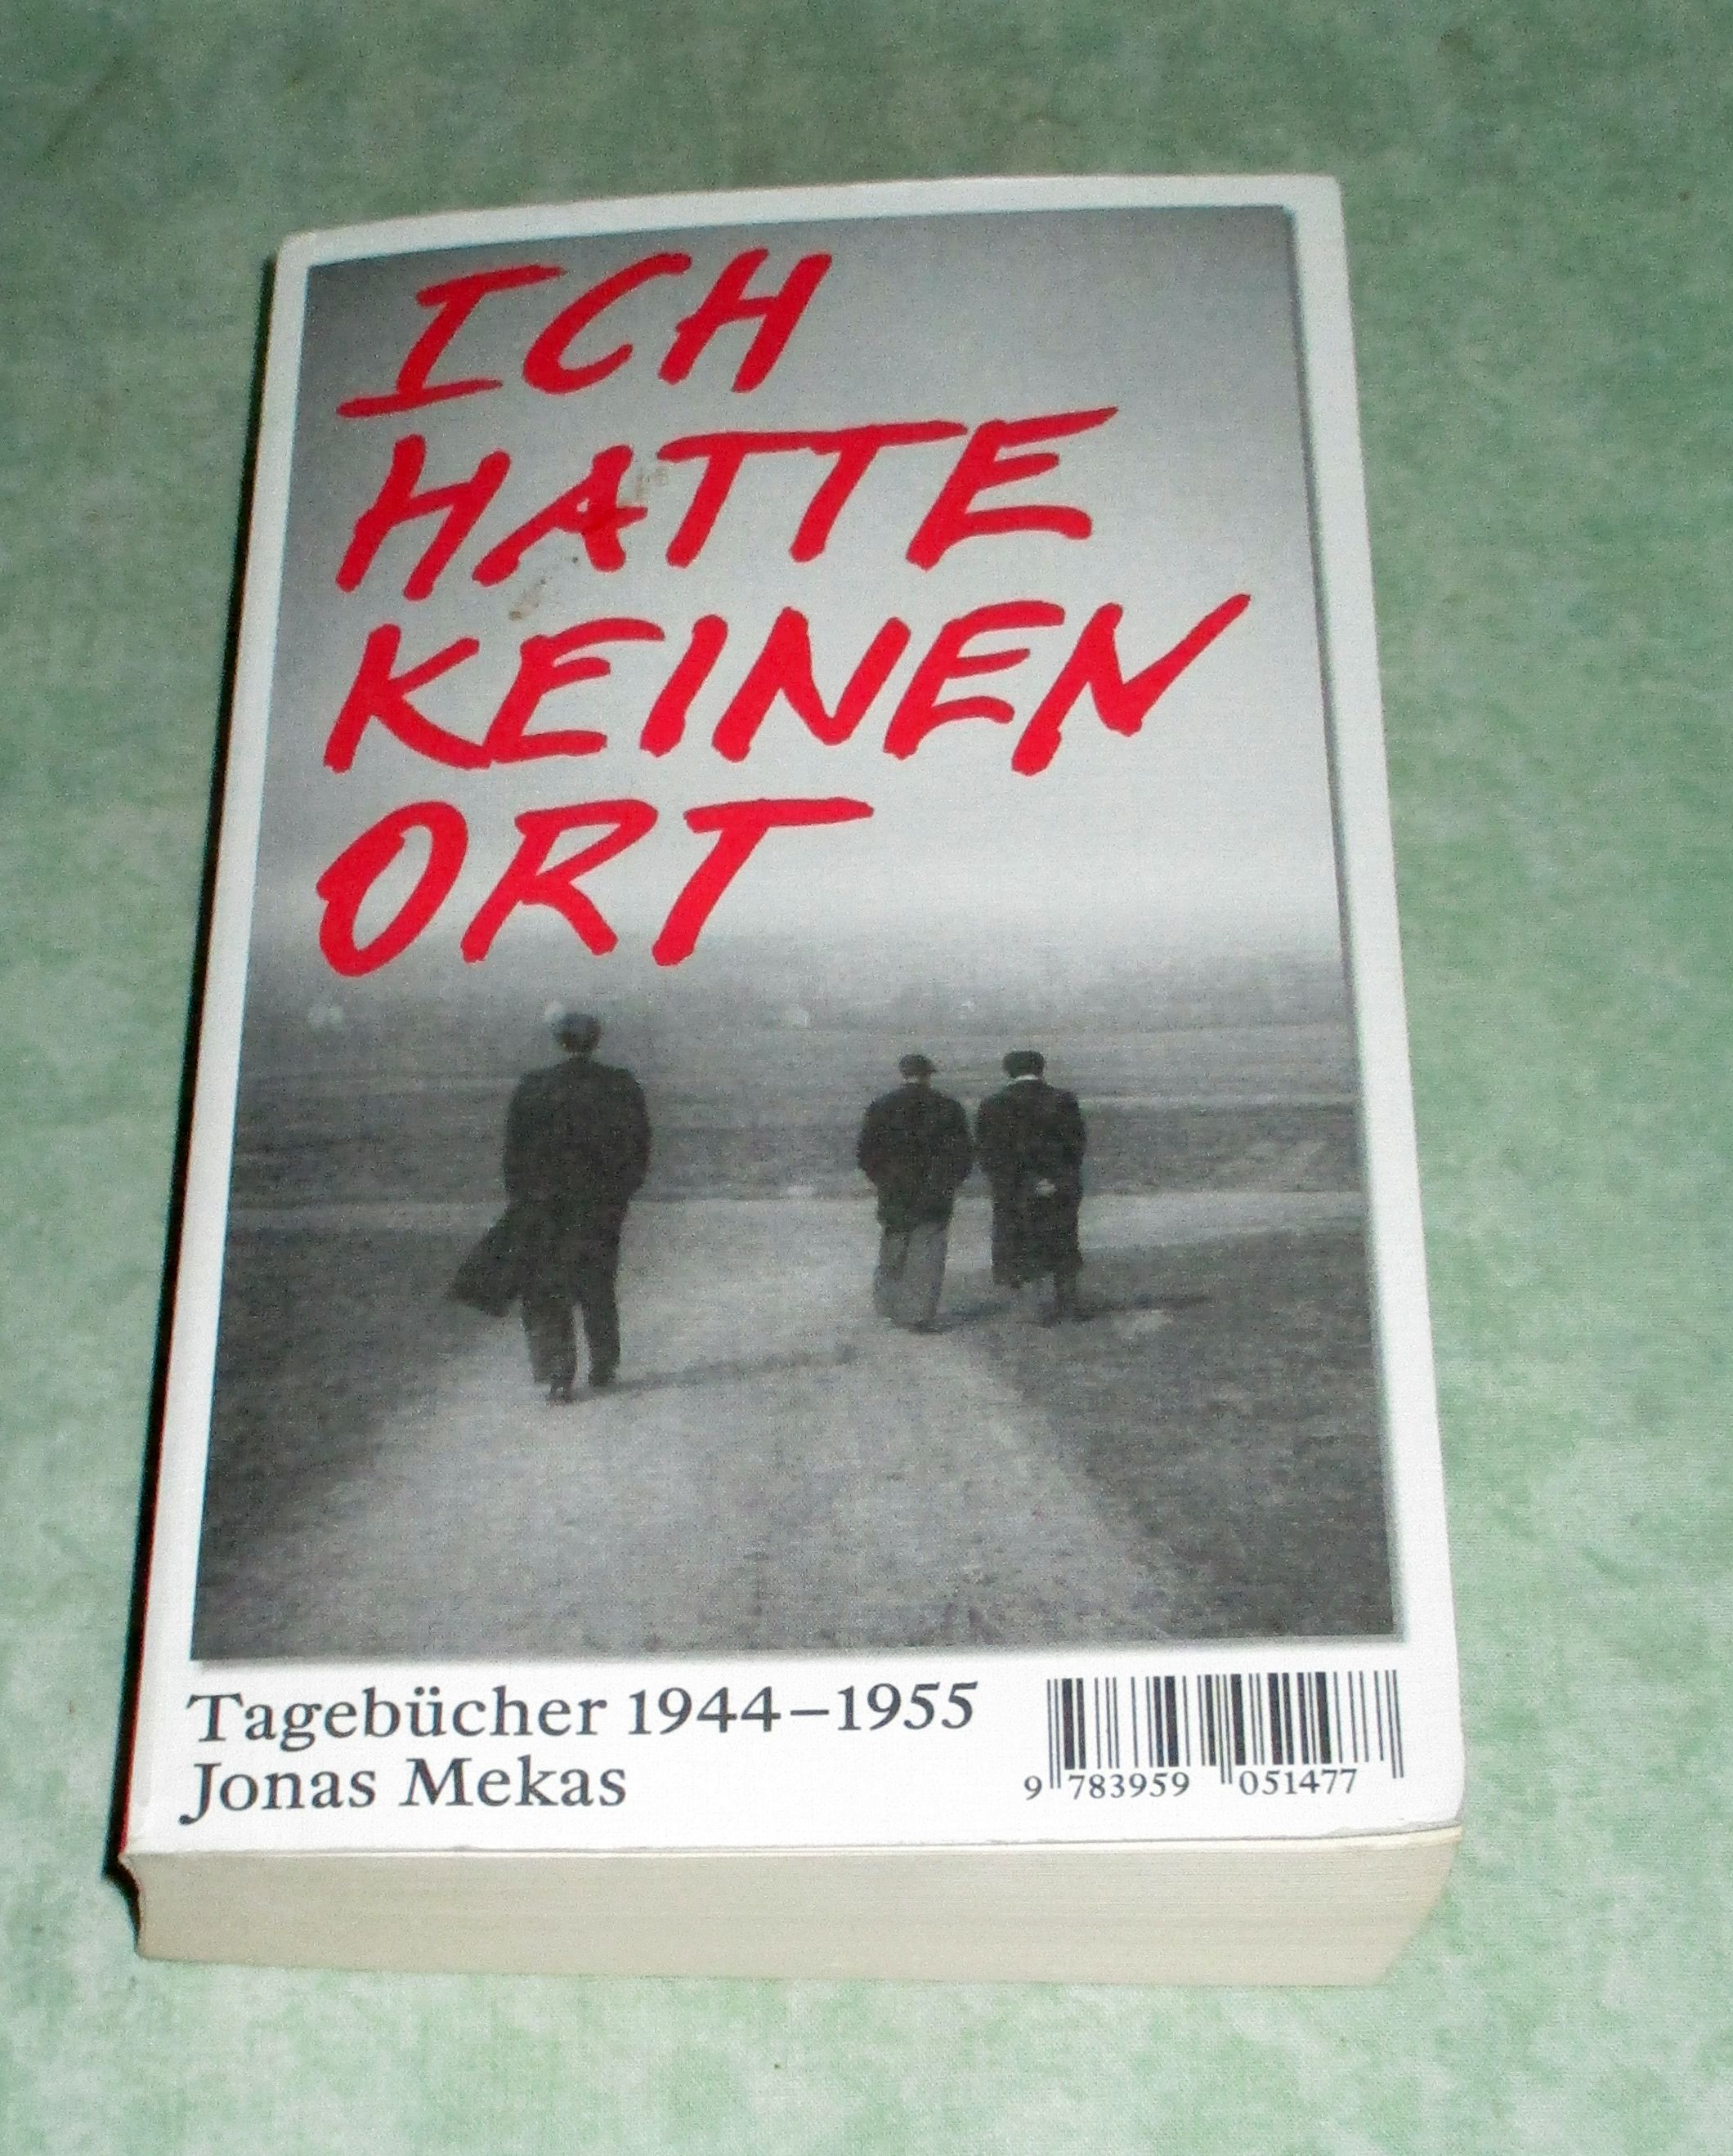 ICH
HATTE
KEINEN
ORT
Tagebücher 1944–1955
Jonas Mekas
9 783959 051477